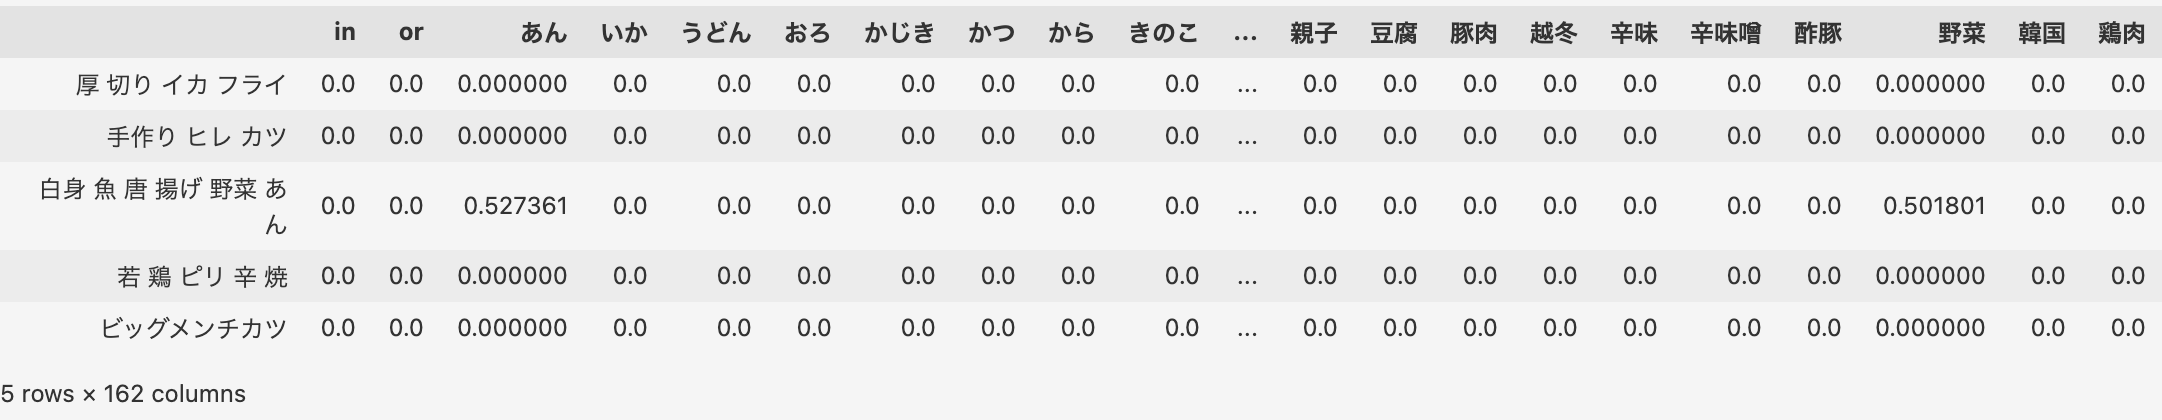 in or あん いか うどん おろ かじき かつ から きのこ ... 親子 豆腐 豚肉 越冬 辛味 辛味噌 酢豚 野菜 韓国 鶏肉
厚 切り イカ フライ 0.0 0.0 0.000000 0.0 0.0 0.0 0.0 0.0 0.0 0.0 ... 0.0 0.0 0.0 0.0 0.0 0.0 0.0 0.000000 0.0 0.0
手作り ヒレ カツ 0.0 0.0 0.000000 0.0 0.0 0.0 0.0 0.0 0.0 0.0 ... 0.0 0.0 0.0 0.0 0.0 0.0 0.0 0.000000 0.0 0.0
白身 魚 唐 揚げ 野菜 あ
ん 0.0 0.0 0.527361 0.0 0.0 0.0 0.0 0.0 0.0 0.0 ... 0.0 0.0 0.0 0.0 0.0 0.0 0.0 0.501801 0.0 0.0
若 鶏 ピリ 辛 焼 0.0 0.0 0.000000 0.0 0.0 0.0 0.0 0.0 0.0 0.0 ... 0.0 0.0 0.0 0.0 0.0 0.0 0.0 0.000000 0.0 0.0
ビッグメンチカツ 0.0 0.0 0.000000 0.0 0.0 0.0 0.0 0.0 0.0 0.0 ... 0.0 0.0 0.0 0.0 0.0 0.0 0.0 0.000000 0.0 0.0
5 rows × 162 columns